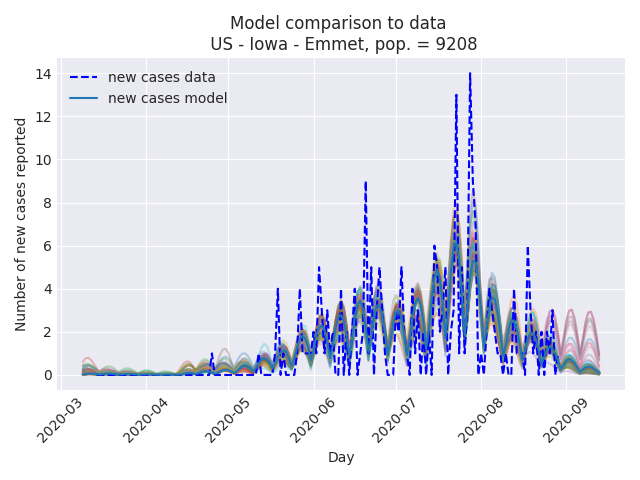 Model comparison to data
US - Iowa - Emmet, pop. = 9208
new cases data
new cases model
Number of new cases reported
14
12
10
8
6
4
2
0
2020-03
2020-04
2020-05
2020-06
2020-07
2020-08
2020-09
Day